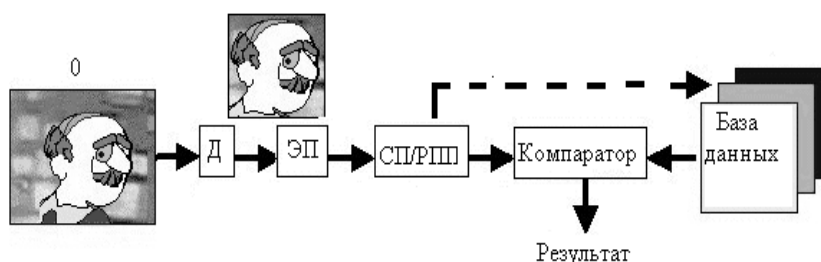 0
Д
ЭП
СП/РПП
Компаратор
База
данных
Результат